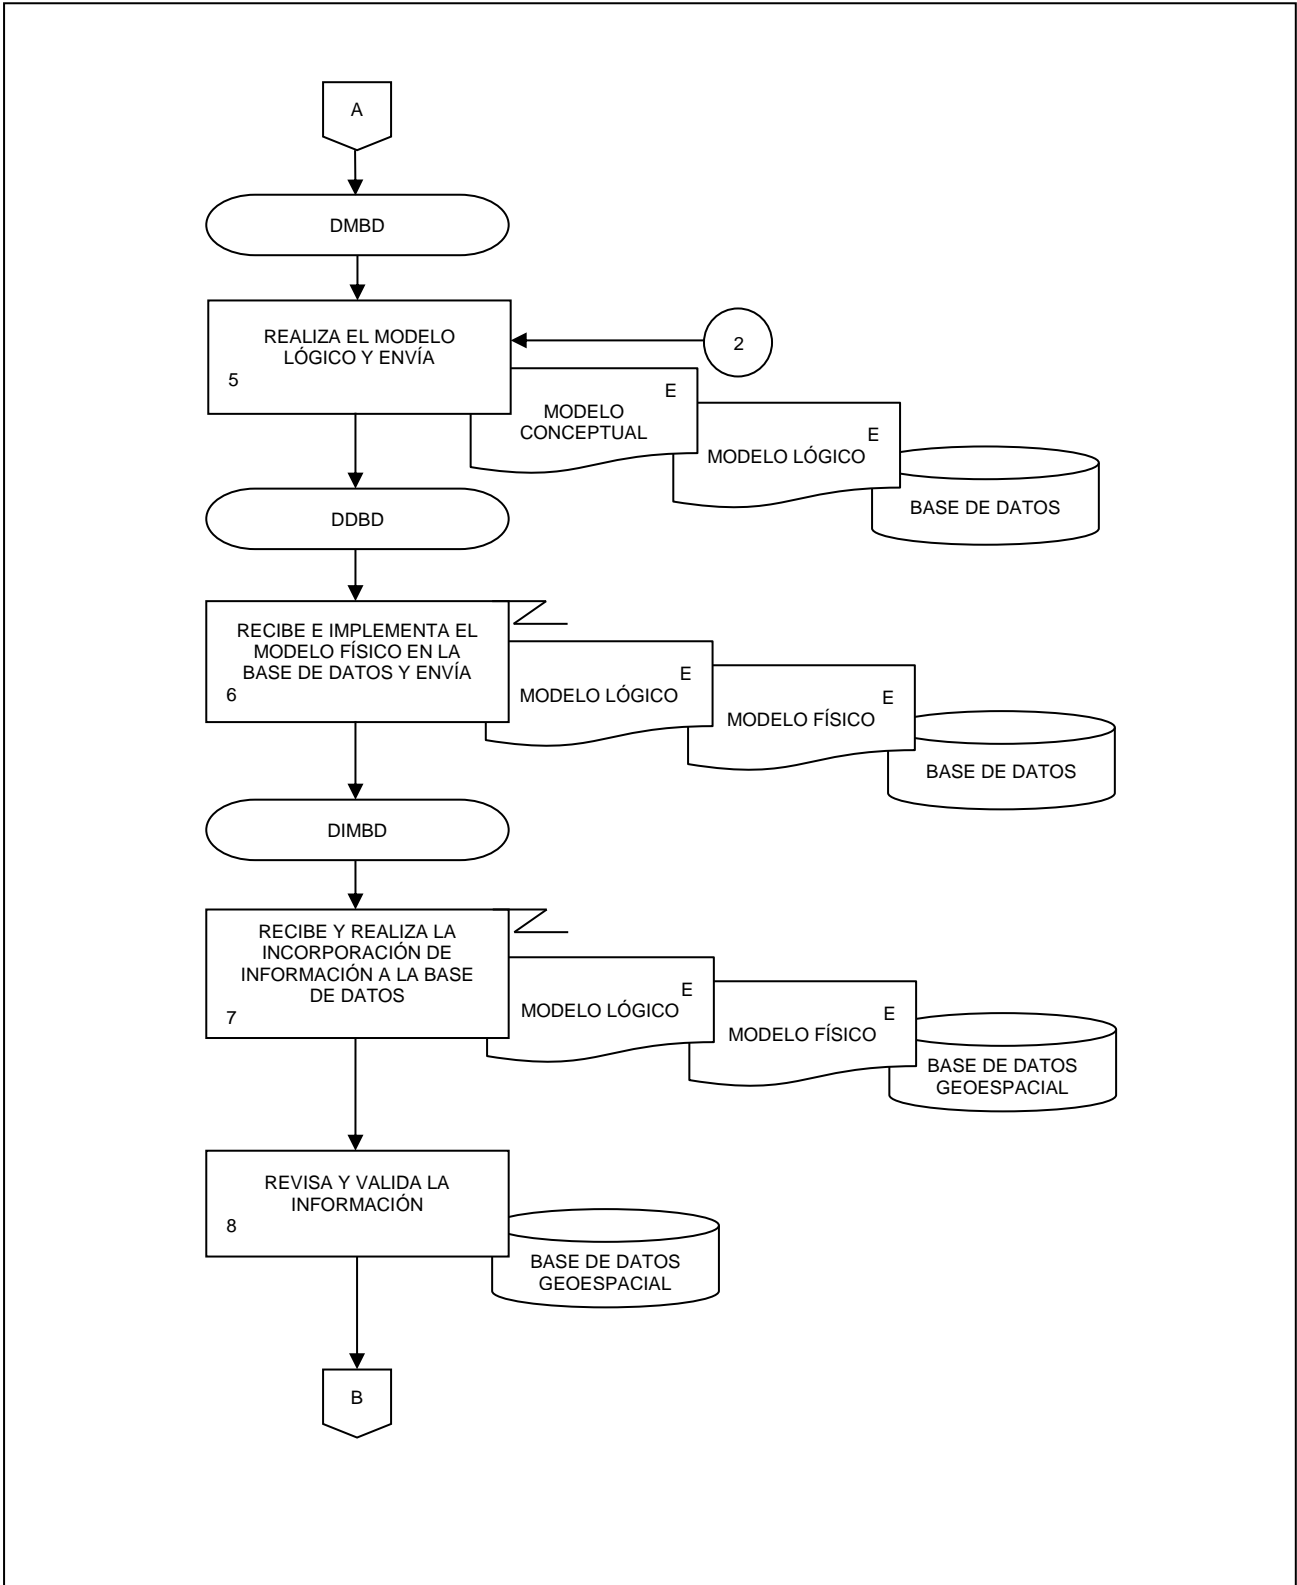 A
DMBD
REALIZA EL MODELO
LÓGICO Y ENVÍA
5
2
E
MODELO
CONCEPTUAL
E
MODELO LÓGICO
BASE DE DATOS
DDBD
RECIBE E IMPLEMENTA EL
MODELO FÍSICO EN LA
BASE DE DATOS Y ENVÍA
6
E
MODELO LÓGICO
E
MODELO FÍSICO
BASE DE DATOS
DIMBD
RECIBE Y REALIZA LA
INCORPORACIÓN DE
INFORMACIÓN A LA BASE
DE DATOS
7
E
MODELO LÓGICO
E
MODELO FÍSICO
BASE DE DATOS
GEOESPACIAL
REVISA Y VALIDA LA
INFORMACIÓN
8
BASE DE DATOS
GEOESPACIAL
B